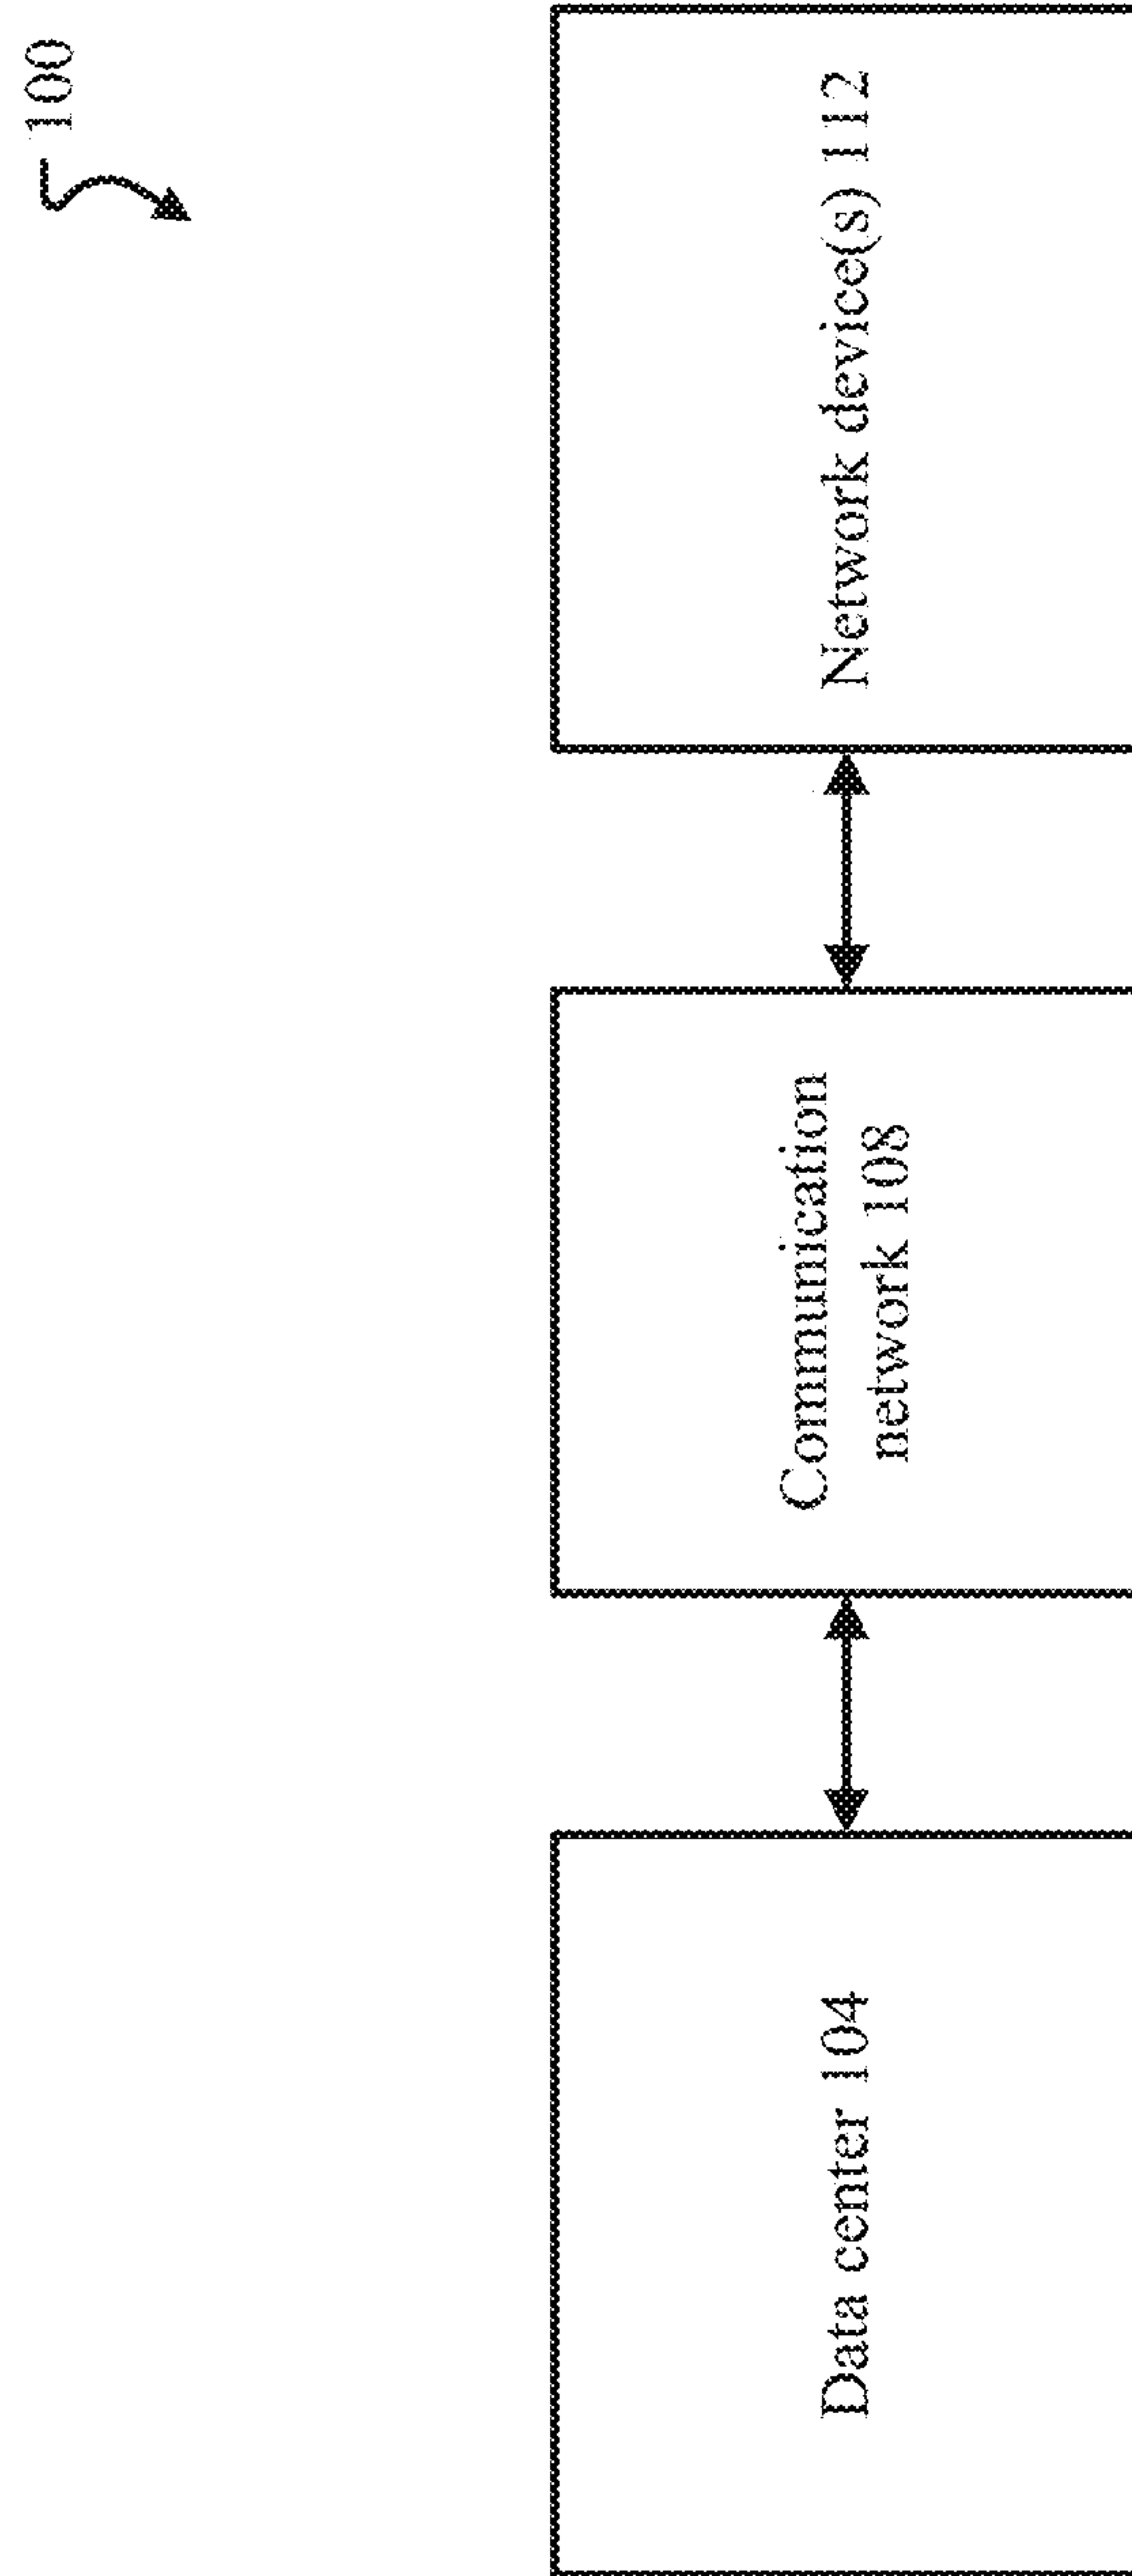 100
Data center 104
Communication
network 108
Network device(s) 112